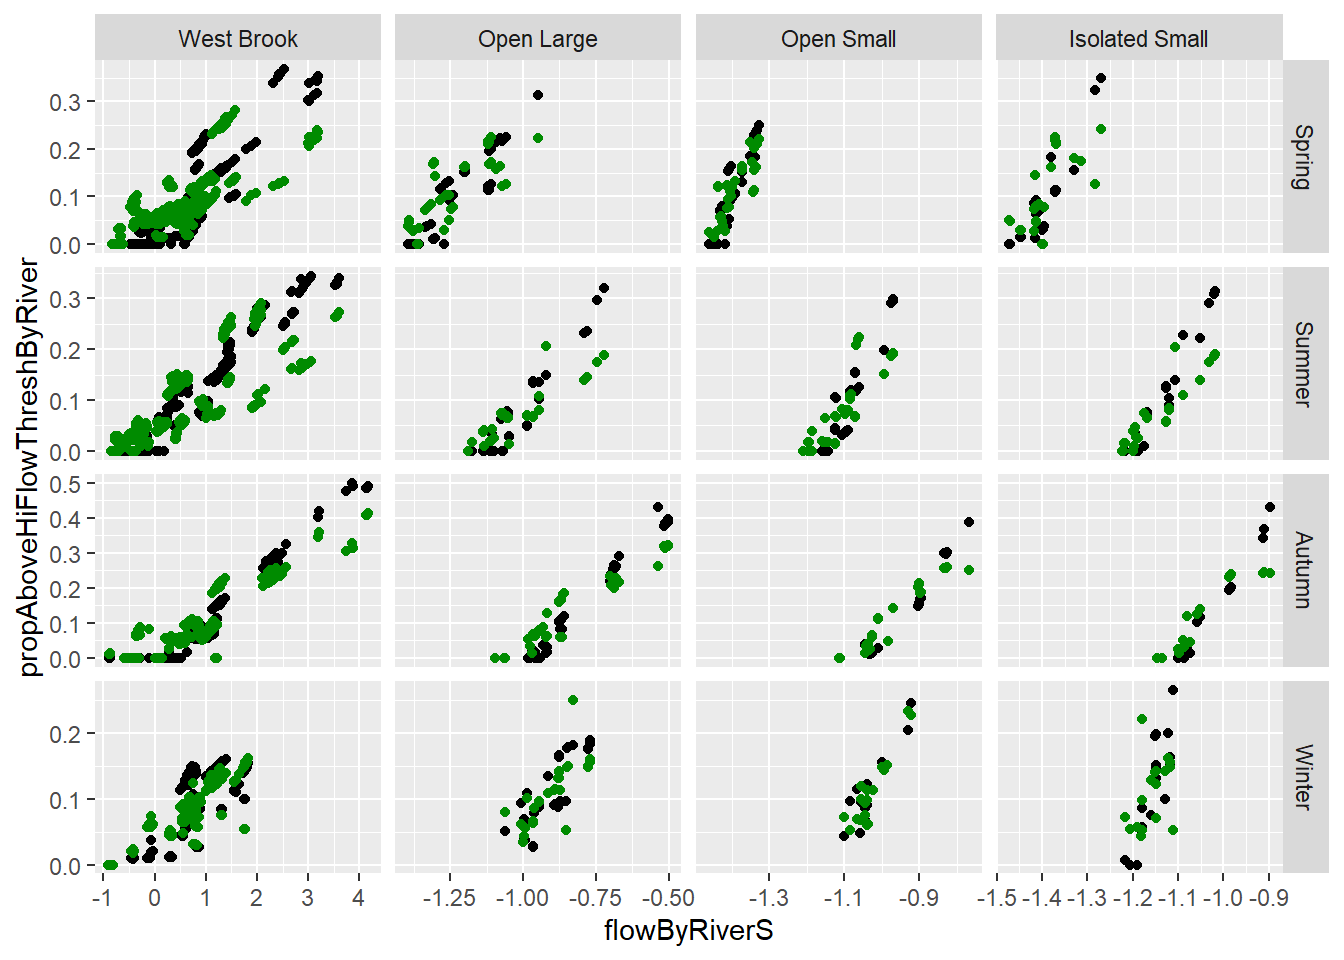 West Brook Open Large Open Small Isolated Small
propAboveHiFlowThreshByRiver
0.3
0.2
0.1
0.0
Spring
0.3
0.2
0.1
0.0
Summer
0.5
0.4
0.3
0.2
0.1
0.0
Autumn
0.2
0.1
0.0
Winter
-1 0 1 2 3 4 -1.25 -1.00 -0.75 -0.50 -1.3 -1.1 -0.9 -1.5 -1.4 -1.3 -1.2 -1.1 -1.0 -0.9
flowByRiverS